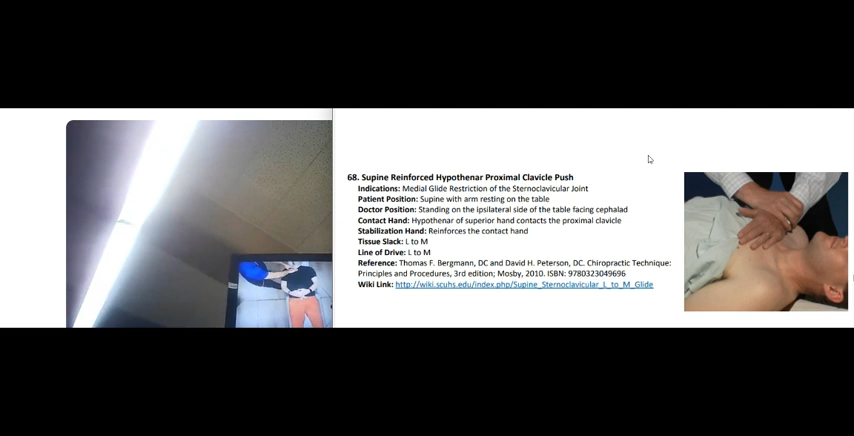 68. Supine Reinforced Hypothenar Proximal Clavicle Push
Indications: Medial Glide Restriction of the Sternoclavicular Joint
Patient Position: Supine with arm resting on the table
Doctor Position: Standing on the ipsilateral side of the table facing cephalad
Contact Hand: Hypothenar of superior hand contacts the proximal clavicle
Stabilization Hand: Reinforces the contact hand
Tissue Slack: L to M
Line of Drive: L to M
Reference: Thomas F. Bergmann, DC and David H. Peterson, DC. Chiropractic Technique:
Principles and Procedures, 3rd edition; Mosby, 2010. ISBN: 9780323049696
Wiki Link: http://wiki.scuhs.edu/index.php/Supine_Sternoclavicular_L_to_M_Glide